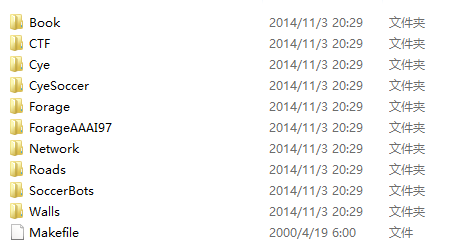 Book 2014/11/3 20:29 文件夹
CTF 2014/11/3 20:29 文件夹
Cye 2014/11/3 20:29 文件夹
CyeSoccer 2014/11/3 20:29 文件夹
Forage 2014/11/3 20:29 文件夹
ForageAAAI97 2014/11/3 20:29 文件夹
Network 2014/11/3 20:29 文件夹
Roads 2014/11/3 20:29 文件夹
SoccerBots 2014/11/3 20:29 文件夹
Walls 2014/11/3 20:29 文件夹
Makefile 2000/4/19 6:00 文件